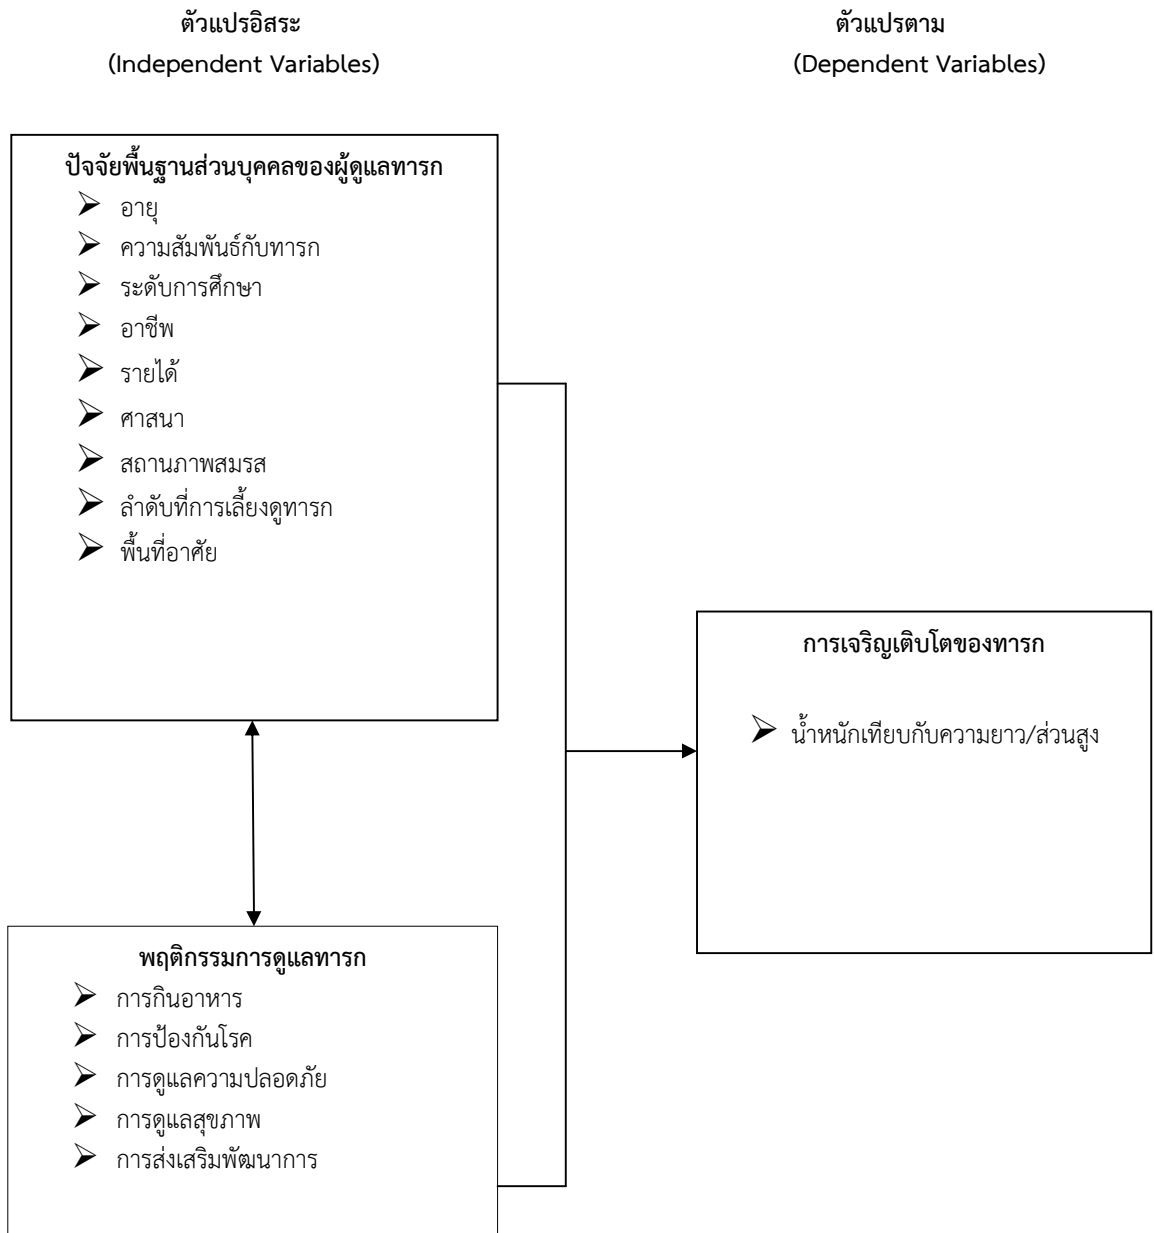 ตัวแปรอิสระ
(Independent Variables)
ตัวแปรตาม
(Dependent Variables)
ปัจจัยพื้นฐานส่วนบุคคลของผู้ดูแลทารก
➢ อายุ
➢ ความสัมพันธ์กับทารก
➢ ระดับการศึกษา
➢ อาชีพ
➢ รายได้
➢ ศาสนา
➢ สถานภาพสมรส
➢ ลำดับที่การเลี้ยงดูทารก
➢ พื้นที่อาศัย
การเจริญเติบโตของทารก
➢ น้ำหนักเทียบกับความยาว/ส่วนสูง
พฤติกรรมการดูแลทารก
➢ การกินอาหาร
➢ การป้องกันโรค
➢ การดูแลความปลอดภัย
➢ การดูแลสุขภาพ
➢ การส่งเสริมพัฒนาการ